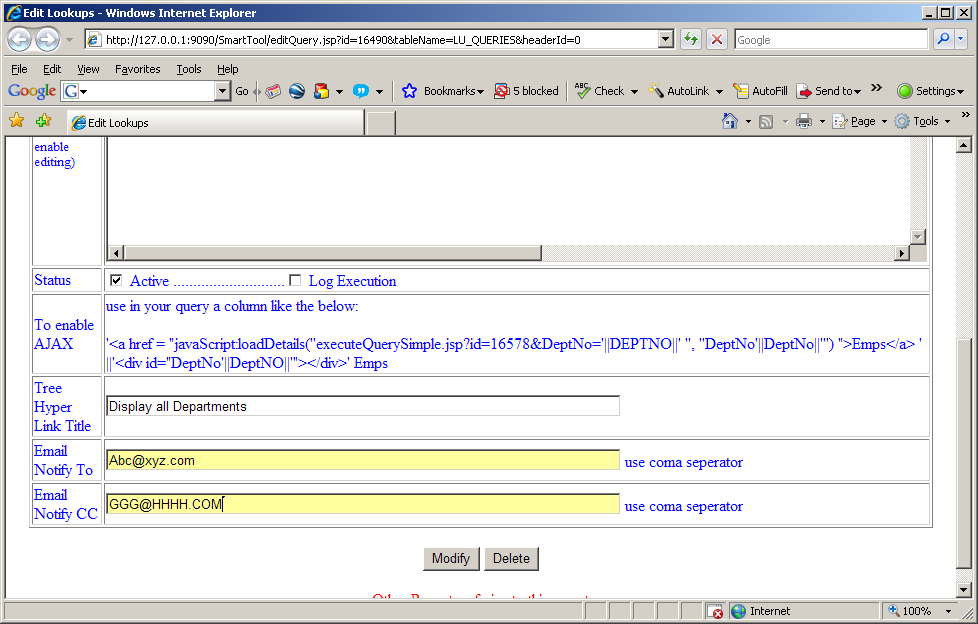 Edit Lookups - Windows Internet Explorer
http://127.0.0.1:9090/SmartTool/editQuery.jsp?id=16490&tableName=LU_QUERIES&headerId=0
Google
File Edit View Favorites Tools Help
Google G Go Bookmarks 5 blocked Check AutoLink AutoFill Send to Settings
Edit Lookups Page Tools
enable
editing)
Status Active ............................ Log Execution
use in your query a column like the below:
To enable
AJAX
'<a href = "javaScript:loadDetails("executeQuerySimple.jsp?id=16578&DeptNo='||DEPTNO||' ", "DeptNo'||DeptNo||'") ">Emps</a> '
||'<div id="DeptNo'||DeptNO||'"></div>' Emps
Tree
Hyper
Link Title
Display all Departments
Email
Notify To
Abc@xyz.com use coma seperator
Email
Notify CC
GGG@HHHH.COM use coma seperator
Modify Delete
Internet 100%